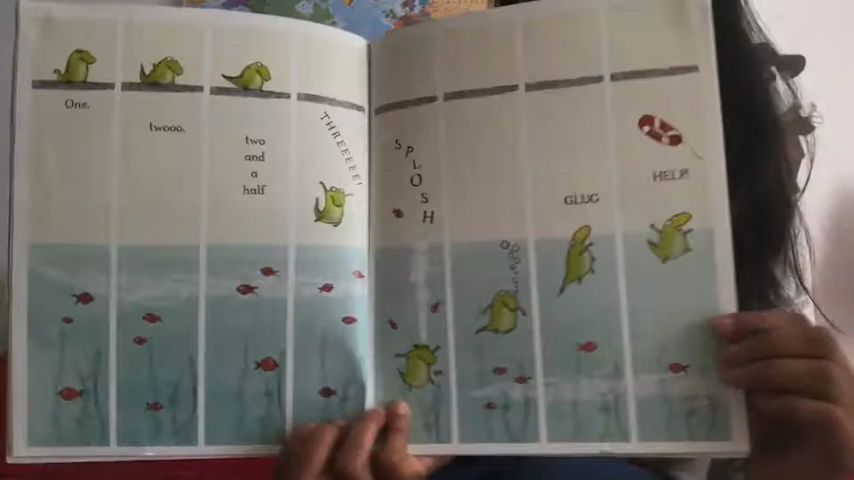 One.
twooo.
two
and
a
half
THREEEEE!
SPLOSH
GLUG
HELP!